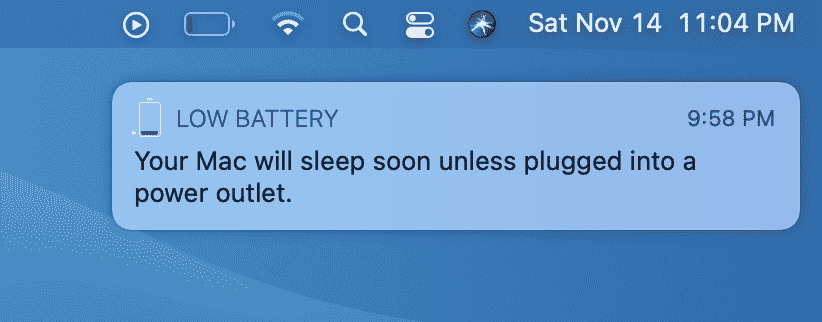 Sat Nov 14 11:04 PM
LOW BATTERY 9:58 PM
Your Mac will sleep soon unless plugged into a
power outlet.